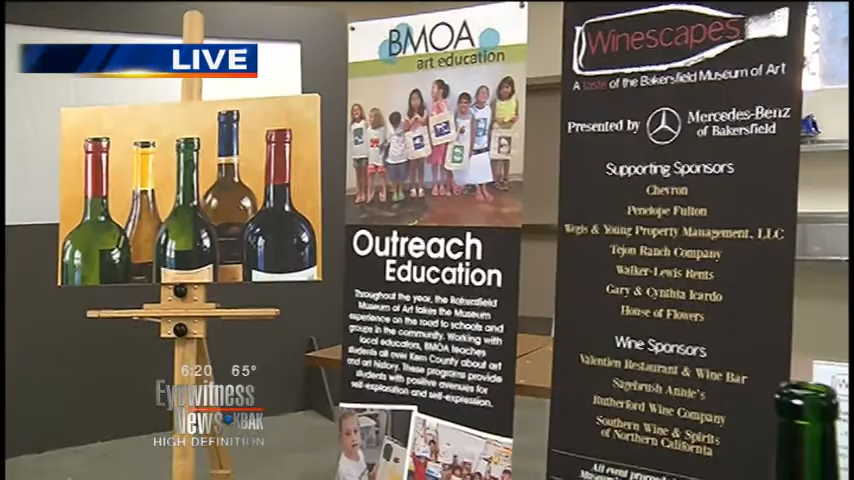 LIVE
BMOA
art education
Outreach
Education
Throughout the year, the Bakersfield
Museum of Art takes the Museum
experience on the road to schools and
groups in the community. Working with
local educators, BMOA teaches
students all over Kern County about art
and art history. These programs provide
students with positive avenues for
self-exploration and self-expression.
Winescapes
A taste of the Bakersfield Museum of Art
Presented by
Mercedes-Benz
of Bakersfield
Supporting Sponsors
Chevron
Penelope Fulton
& Young Property Management, LLC
Tejon Ranch Company
Walker-Lewis Rents
Gary & Cynthia Icardo
House of Flowers
Wine Sponsors
Valentien Restaurant & Wine Bar
Sagebrush Annie's
Rutherford Wine Company
Southern Wine & Spirits
of Northern California
All event
6:20 65°
Eyewitness
News KBAK
HIGH DEFINITION